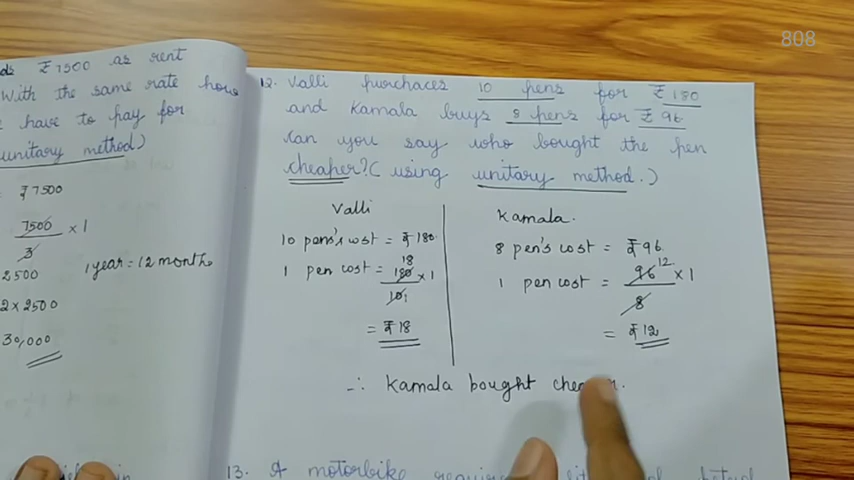 808
₹7500 as rent
With the same rate how
have to pay for
unitary method)
= ₹7500
7500 × 1
3
2500
2 × 2500
30,000
1 year = 12 months
12. Valli purchaces 10 pens for ₹180
and Kamala buys 8 pens for ₹96
Can you say who bought the pen
cheaper? (using unitary method.)
Valli
10 pens's cost = ₹180
18
1 pen cost = 180 × 1
10 1
= ₹18
Kamala.
8 pen's cost = ₹96
12
1 pen cost = 96 × 1
8
= ₹12
∴ Kamala bought
13. A motorbike